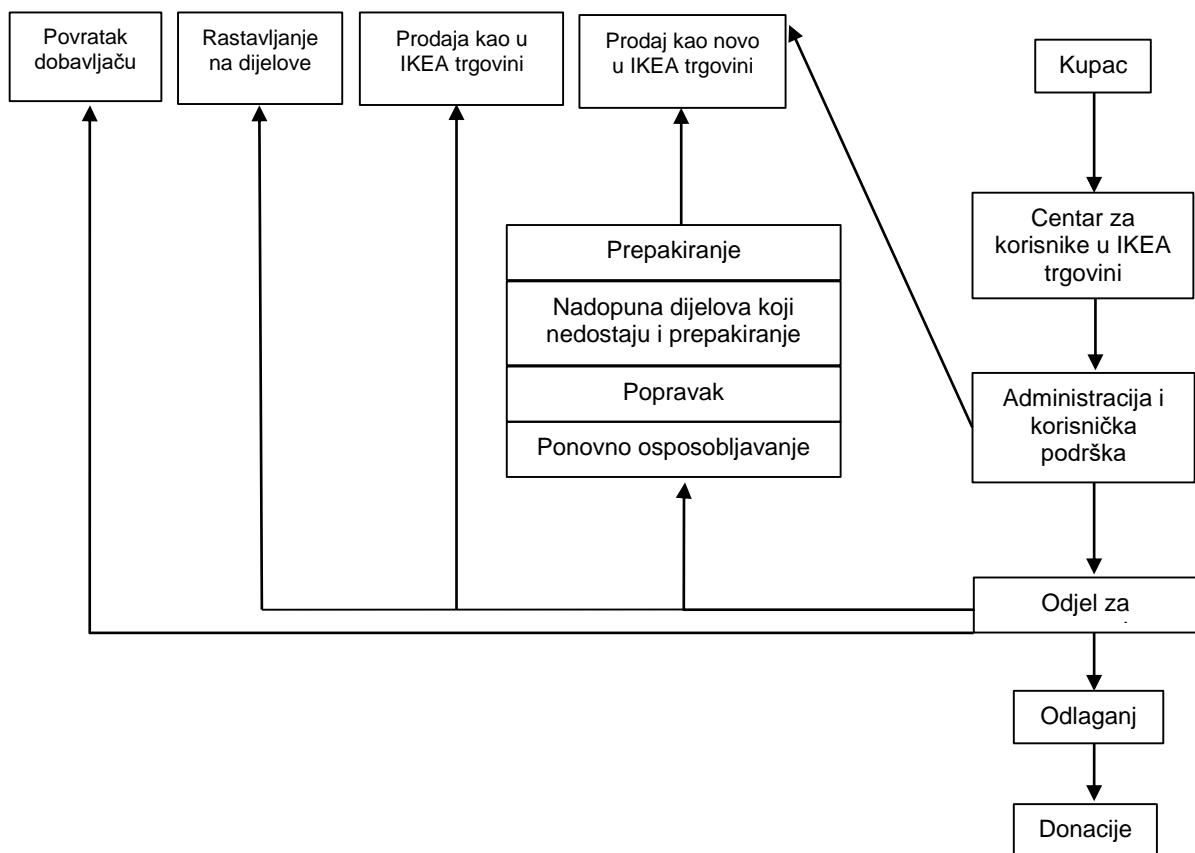 Povratak
dobavljaču
Rastavljanje
na dijelove
Prodaja kao u
IKEA trgovini
Prodaj kao novo
u IKEA trgovini
Kupac
Centar za
korisnike u IKEA
trgovini
Prepakiranje
Nadopuna dijelova koji
nedostaju i prepakiranje
Popravak
Ponovno osposobljavanje
Administracija i
korisnička
podrška
Odjel za
Odlaganj
Donacije